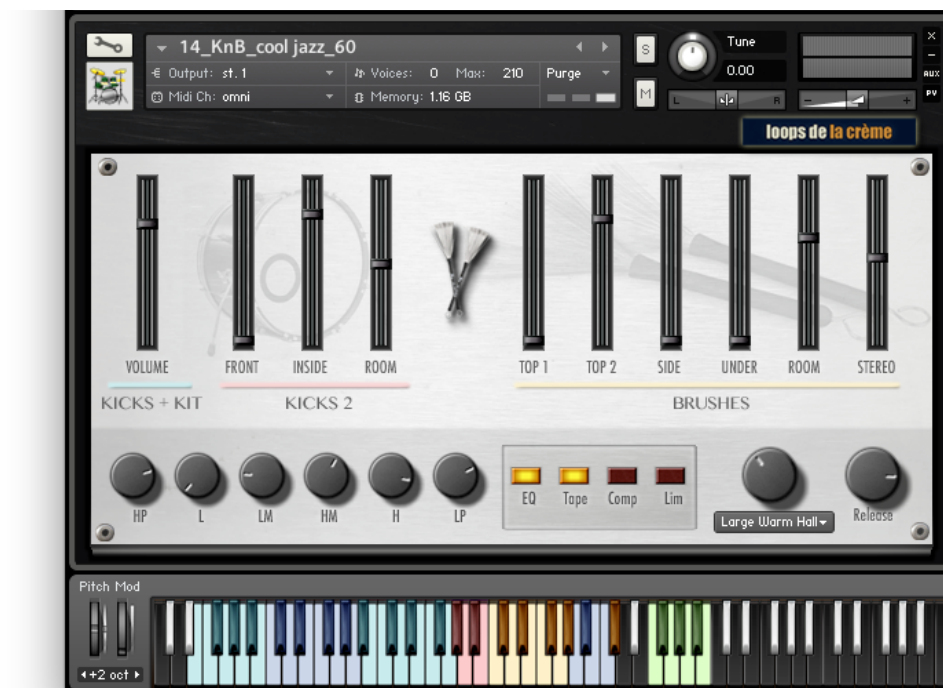 14_KnB_cool jazz_60
S
Tune
×
–
Output: st. 1
Voices: 0 Max: 210
Purge
0.00
AUX
Midi Ch: omni
Memory: 1.16 GB
M
L
R
–
+
PV
loops de la crème
VOLUME
FRONT
INSIDE
ROOM
TOP 1
TOP 2
SIDE
UNDER
ROOM
STEREO
KICKS + KIT
KICKS 2
BRUSHES
HP
L
LM
HM
H
LP
EQ
Tape
Comp
Lim
Large Warm Hall
Release
Pitch Mod
+2 oct